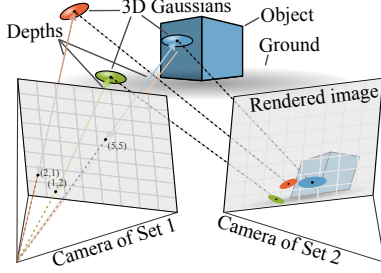 3D Gaussians
Object
Depths
Ground
Rendered image
(5,5)
(2,1)
(1,2)
Camera of Set 1
Camera of Set 2